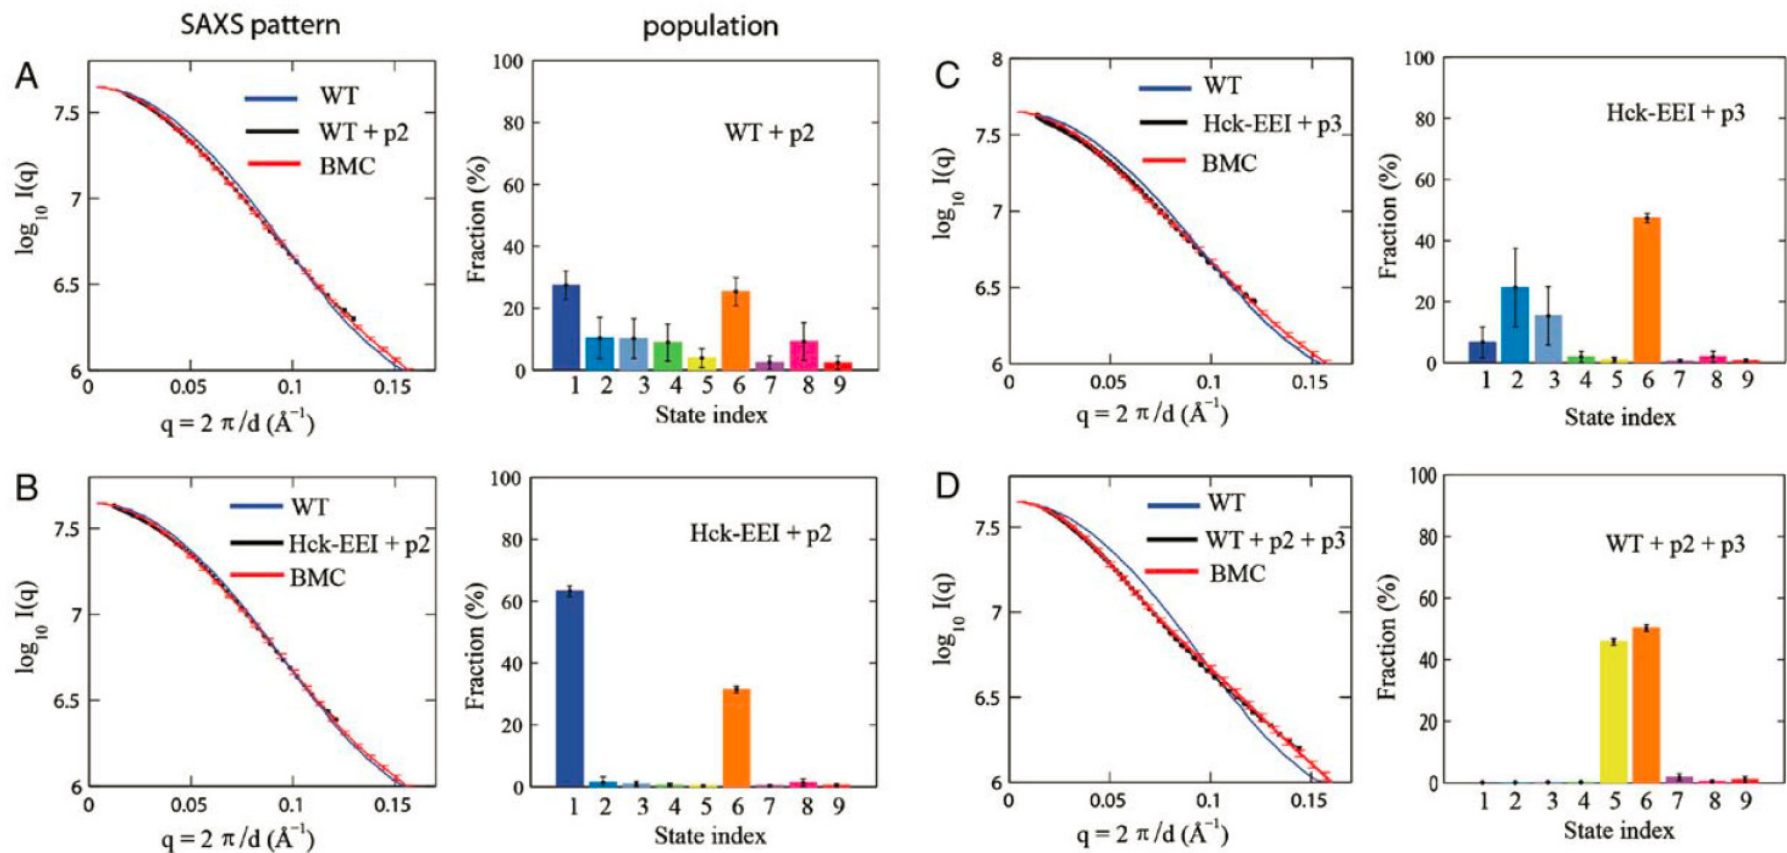 SAXS pattern
population
A
7.5
7
6.5
6
0
0.05
0.1
0.15
log10 I(q)
q = 2 π/d (Å⁻¹)
WT
WT + p2
BMC
100
80
60
40
20
0
Fraction (%)
WT + p2
1 2 3 4 5 6 7 8 9
State index
C
8
7.5
7
6.5
6
0
0.05
0.1
0.15
log10 I(q)
q = 2 π/d (Å⁻¹)
WT
Hck-EEI + p3
BMC
100
80
60
40
20
0
Fraction (%)
Hck-EEI + p3
1 2 3 4 5 6 7 8 9
State index
B
7.5
7
6.5
6
0
0.05
0.1
0.15
log10 I(q)
q = 2 π/d (Å⁻¹)
WT
Hck-EEI + p2
BMC
100
80
60
40
20
0
Fraction (%)
Hck-EEI + p2
1 2 3 4 5 6 7 8 9
State index
D
7.5
7
6.5
6
0
0.05
0.1
0.15
log10 I(q)
q = 2 π/d (Å⁻¹)
WT
WT + p2 + p3
BMC
100
80
60
40
20
0
Fraction (%)
WT + p2 + p3
1 2 3 4 5 6 7 8 9
State index